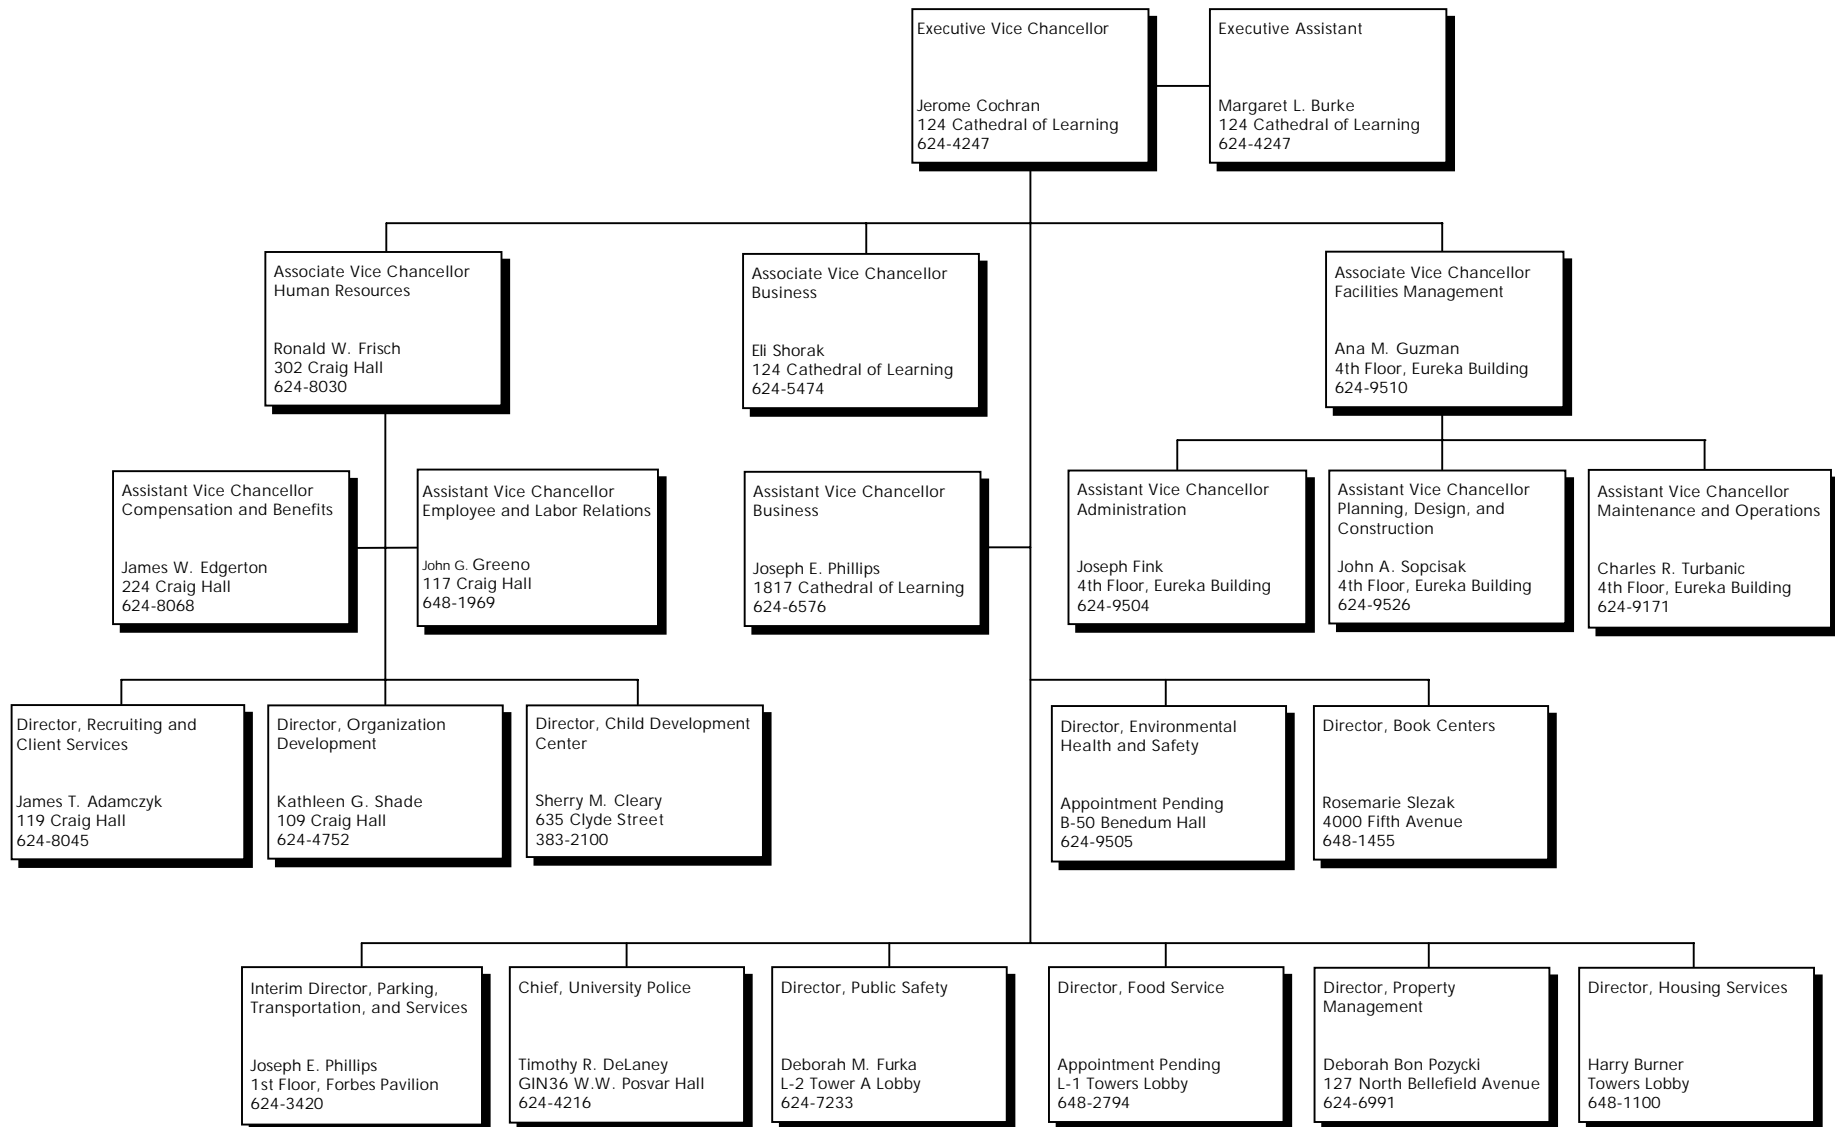 Executive Vice Chancellor
Jerome Cochran
124 Cathedral of Learning
624-4247
Executive Assistant
Margaret L. Burke
124 Cathedral of Learning
624-4247
Associate Vice Chancellor
Human Resources
Ronald W. Frisch
302 Craig Hall
624-8030
Associate Vice Chancellor
Business
Eli Shorak
124 Cathedral of Learning
624-5474
Associate Vice Chancellor
Facilities Management
Ana M. Guzman
4th Floor, Eureka Building
624-9510
Assistant Vice Chancellor
Compensation and Benefits
James W. Edgerton
224 Craig Hall
624-8068
Assistant Vice Chancellor
Employee and Labor Relations
John G. Greeno
117 Craig Hall
648-1969
Assistant Vice Chancellor
Business
Joseph E. Phillips
1817 Cathedral of Learning
624-6576
Assistant Vice Chancellor
Administration
Joseph Fink
4th Floor, Eureka Building
624-9504
Assistant Vice Chancellor
Planning, Design, and
Construction
John A. Sopcisak
4th Floor, Eureka Building
624-9526
Assistant Vice Chancellor
Maintenance and Operations
Charles R. Turbanic
4th Floor, Eureka Building
624-9171
Director, Recruiting and
Client Services
James T. Adamczyk
119 Craig Hall
624-8045
Director, Organization
Development
Kathleen G. Shade
109 Craig Hall
624-4752
Director, Child Development
Center
Sherry M. Cleary
635 Clyde Street
383-2100
Director, Environmental
Health and Safety
Appointment Pending
B-50 Benedum Hall
624-9505
Director, Book Centers
Rosemarie Slezak
4000 Fifth Avenue
648-1455
Interim Director, Parking,
Transportation, and Services
Joseph E. Phillips
1st Floor, Forbes Pavilion
624-3420
Chief, University Police
Timothy R. DeLaney
GIN36 W.W. Posvar Hall
624-4216
Director, Public Safety
Deborah M. Furka
L-2 Tower A Lobby
624-7233
Director, Food Service
Appointment Pending
L-1 Towers Lobby
648-2794
Director, Property
Management
Deborah Bon Pozycki
127 North Bellefield Avenue
624-6991
Director, Housing Services
Harry Burner
Towers Lobby
648-1100